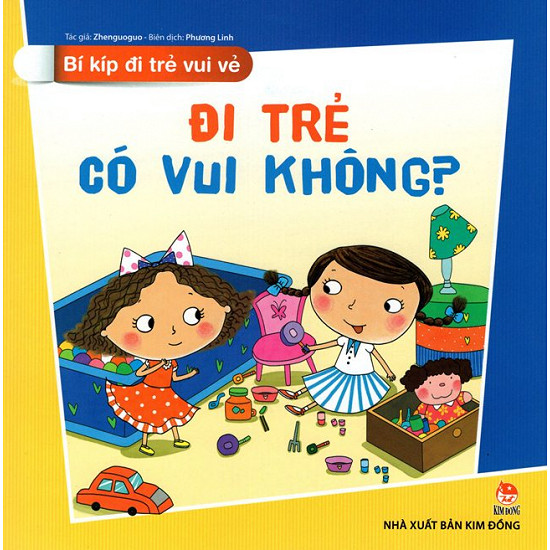 Tác giả: Zhenguoguo - Biên dịch: Phương Linh
Bí kíp đi trẻ vui vẻ
ĐI TRẺ
CÓ VUI KHÔNG?
KIM ĐỒNG
NHÀ XUẤT BẢN KIM ĐỒNG